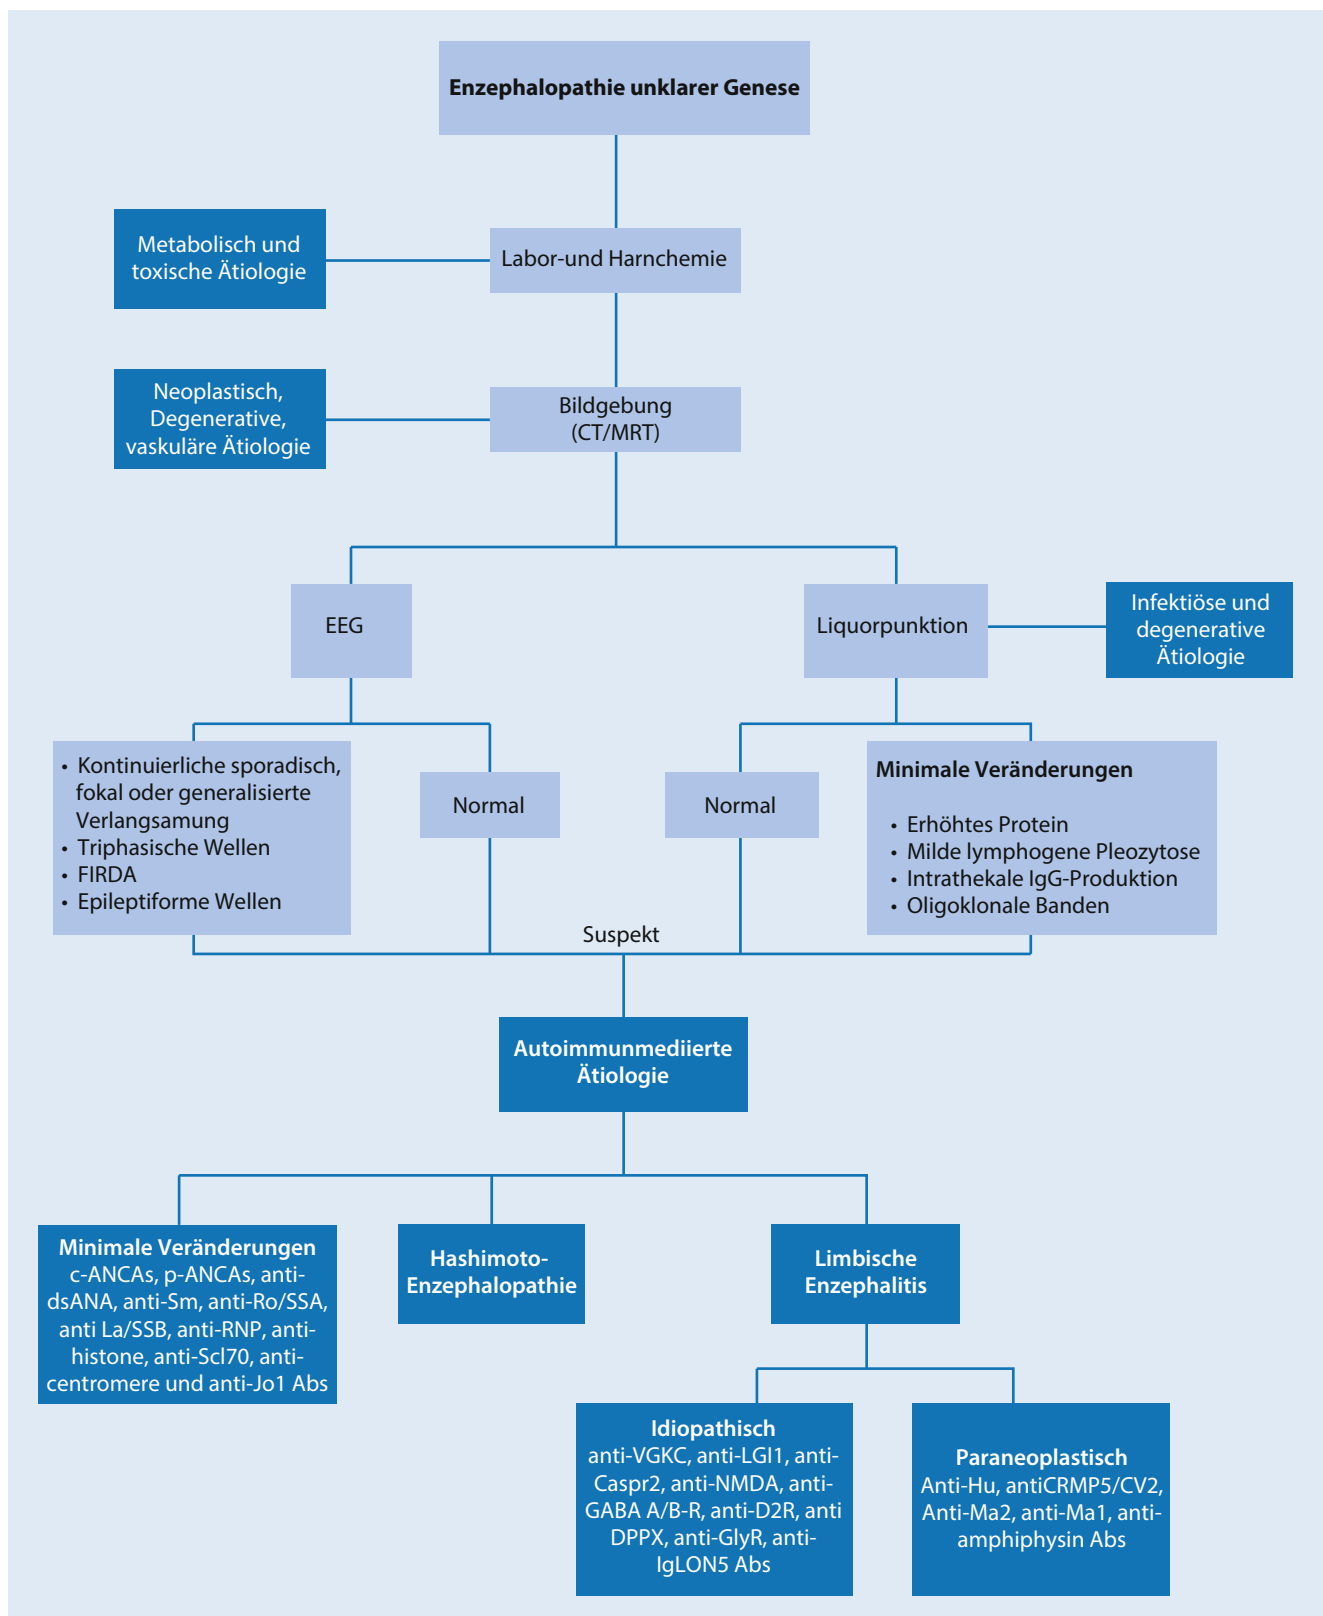 Enzephalopathie unklarer Genese
Metabolisch und
toxische Ätiologie
Labor-und Harnchemie
Neoplastisch,
Degenerative,
vaskuläre Ätiologie
Bildgebung
(CT/MRT)
EEG
Liquorpunktion
Infektiöse und
degenerative
Ätiologie
• Kontinuierliche sporadisch,
fokal oder generalisierte
Verlangsamung
• Triphasische Wellen
• FIRDA
• Epileptiforme Wellen
Normal
Normal
Minimale Veränderungen
• Erhöhtes Protein
• Milde lymphogene Pleozytose
• Intrathekale IgG-Produktion
• Oligoklonale Banden
Suspekt
Autoimmunmediierte
Ätiologie
Minimale Veränderungen
c-ANCAs, p-ANCAs, anti-
dsANA, anti-Sm, anti-Ro/SSA,
anti La/SSB, anti-RNP, anti-
histone, anti-Scl70, anti-
centromere und anti-Jo1 Abs
Hashimoto-
Enzephalopathie
Limbische
Enzephalitis
Idiopathisch
anti-VGKC, anti-LGI1, anti-
Caspr2, anti-NMDA, anti-
GABA A/B-R, anti-D2R, anti
DPPX, anti-GlyR, anti-
IgLON5 Abs
Paraneoplastisch
Anti-Hu, antiCRMP5/CV2,
Anti-Ma2, anti-Ma1, anti-
amphiphysin Abs